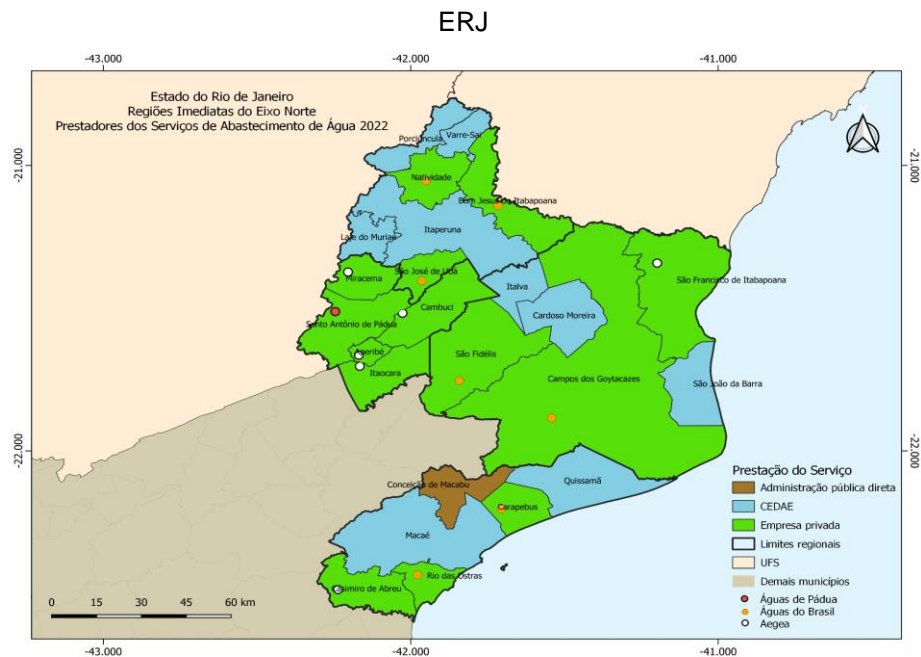 ERJ
-43.000
-42.000
-41.000
Estado do Rio de Janeiro
Regiões Imediatas do Eixo Norte
Prestadores dos Serviços de Abastecimento de Água 2022
N
-21.000
-21.000
Porciúncula
Varre-Sai
Natividade
Bom Jesus do Itabapoana
Itaperuna
Laje do Muriaé
São José de Ubá
Miracema
São Francisco de Itabapoana
Italva
Cambuci
Cardoso Moreira
Santo Antônio de Pádua
Aperibé
São Fidélis
Itaocara
Campos dos Goytacazes
São João da Barra
-22.000
-22.000
Conceição de Macabu
Quissamã
Carapebus
Macaé
Rio das Ostras
Casimiro de Abreu
Prestação do Serviço
Administração pública direta
CEDAE
Empresa privada
Limites regionais
UFS
Demais municípios
Águas de Pádua
Águas do Brasil
Aegea
0 15 30 45 60 km
-43.000
-42.000
-41.000